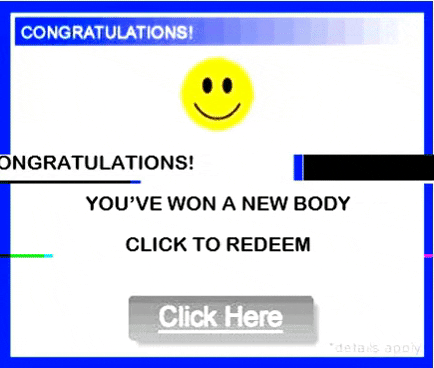 CONGRATULATIONS!
ONGRATULATIONS!
YOU'VE WON A NEW BODY
CLICK TO REDEEM
Click Here
*details apply